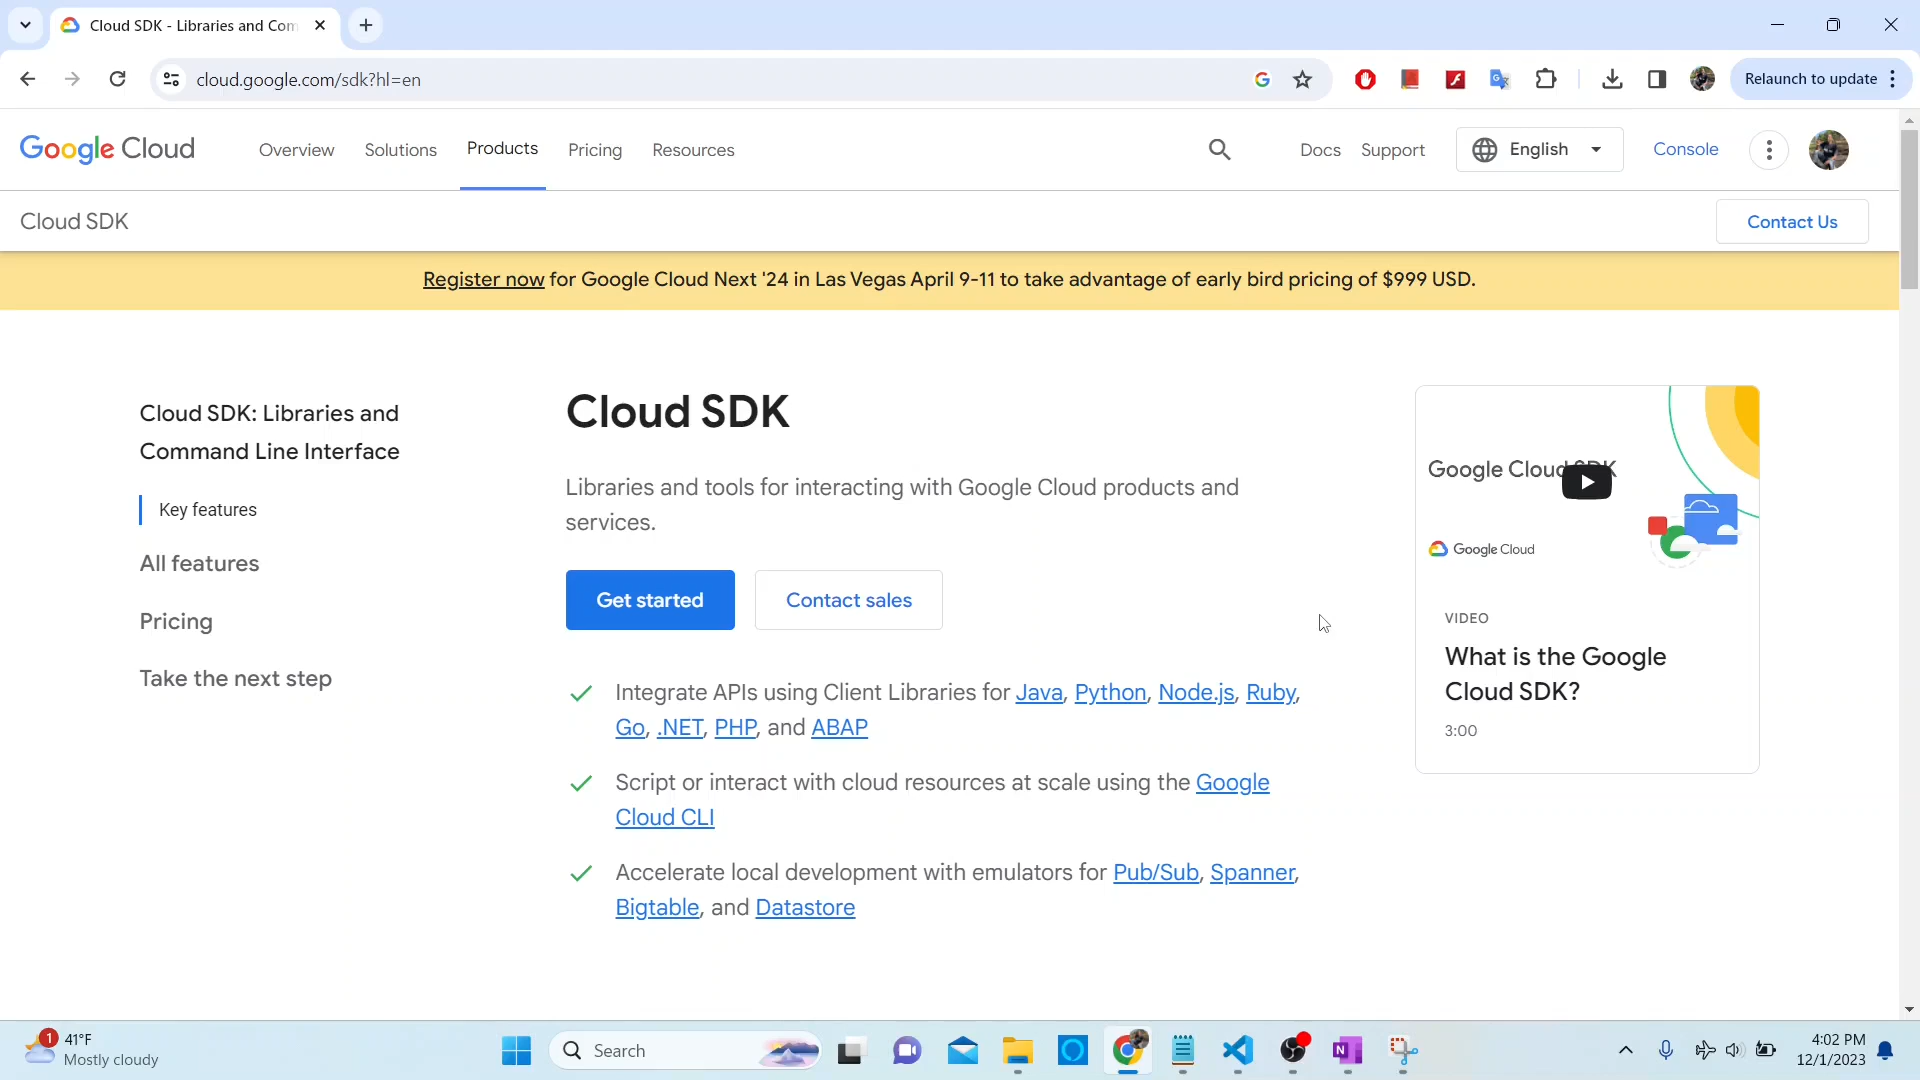 Cloud SDK - Libraries and Com
cloud.google.com/sdk?hl=en
Relaunch to update
Google Cloud
Overview
Solutions
Products
Pricing
Resources
Docs
Support
English
Console
Cloud SDK
Contact Us
Register now for Google Cloud Next '24 in Las Vegas April 9-11 to take advantage of early bird pricing of $999 USD.
Cloud SDK: Libraries and
Command Line Interface
Key features
All features
Pricing
Take the next step
Cloud SDK
Libraries and tools for interacting with Google Cloud products and
services.
Get started
Contact sales
Integrate APIs using Client Libraries for Java, Python, Node.js, Ruby,
Go, .NET, PHP, and ABAP
Script or interact with cloud resources at scale using the Google
Cloud CLI
Accelerate local development with emulators for Pub/Sub, Spanner,
Bigtable, and Datastore
Google Cloud SDK
Google Cloud
VIDEO
What is the Google
Cloud SDK?
3:00
1
41°F
Mostly cloudy
Search
4:02 PM
12/1/2023